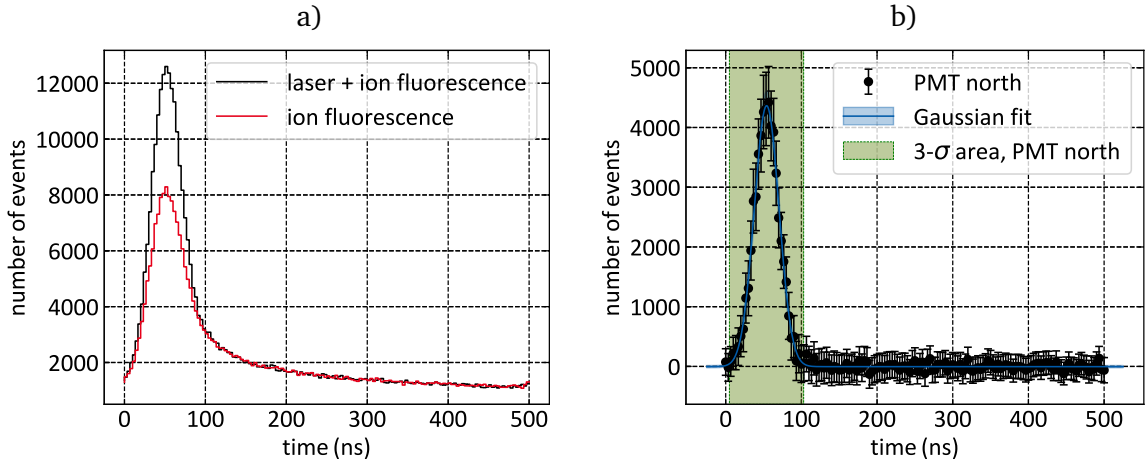 a)
12000
10000
8000
6000
4000
2000
number of events
laser + ion fluorescence
ion fluorescence
0 100 200 300 400 500
time (ns)
b)
5000
4000
3000
2000
1000
0
number of events
PMT north
Gaussian fit
3-σ area, PMT north
0 100 200 300 400 500
time (ns)